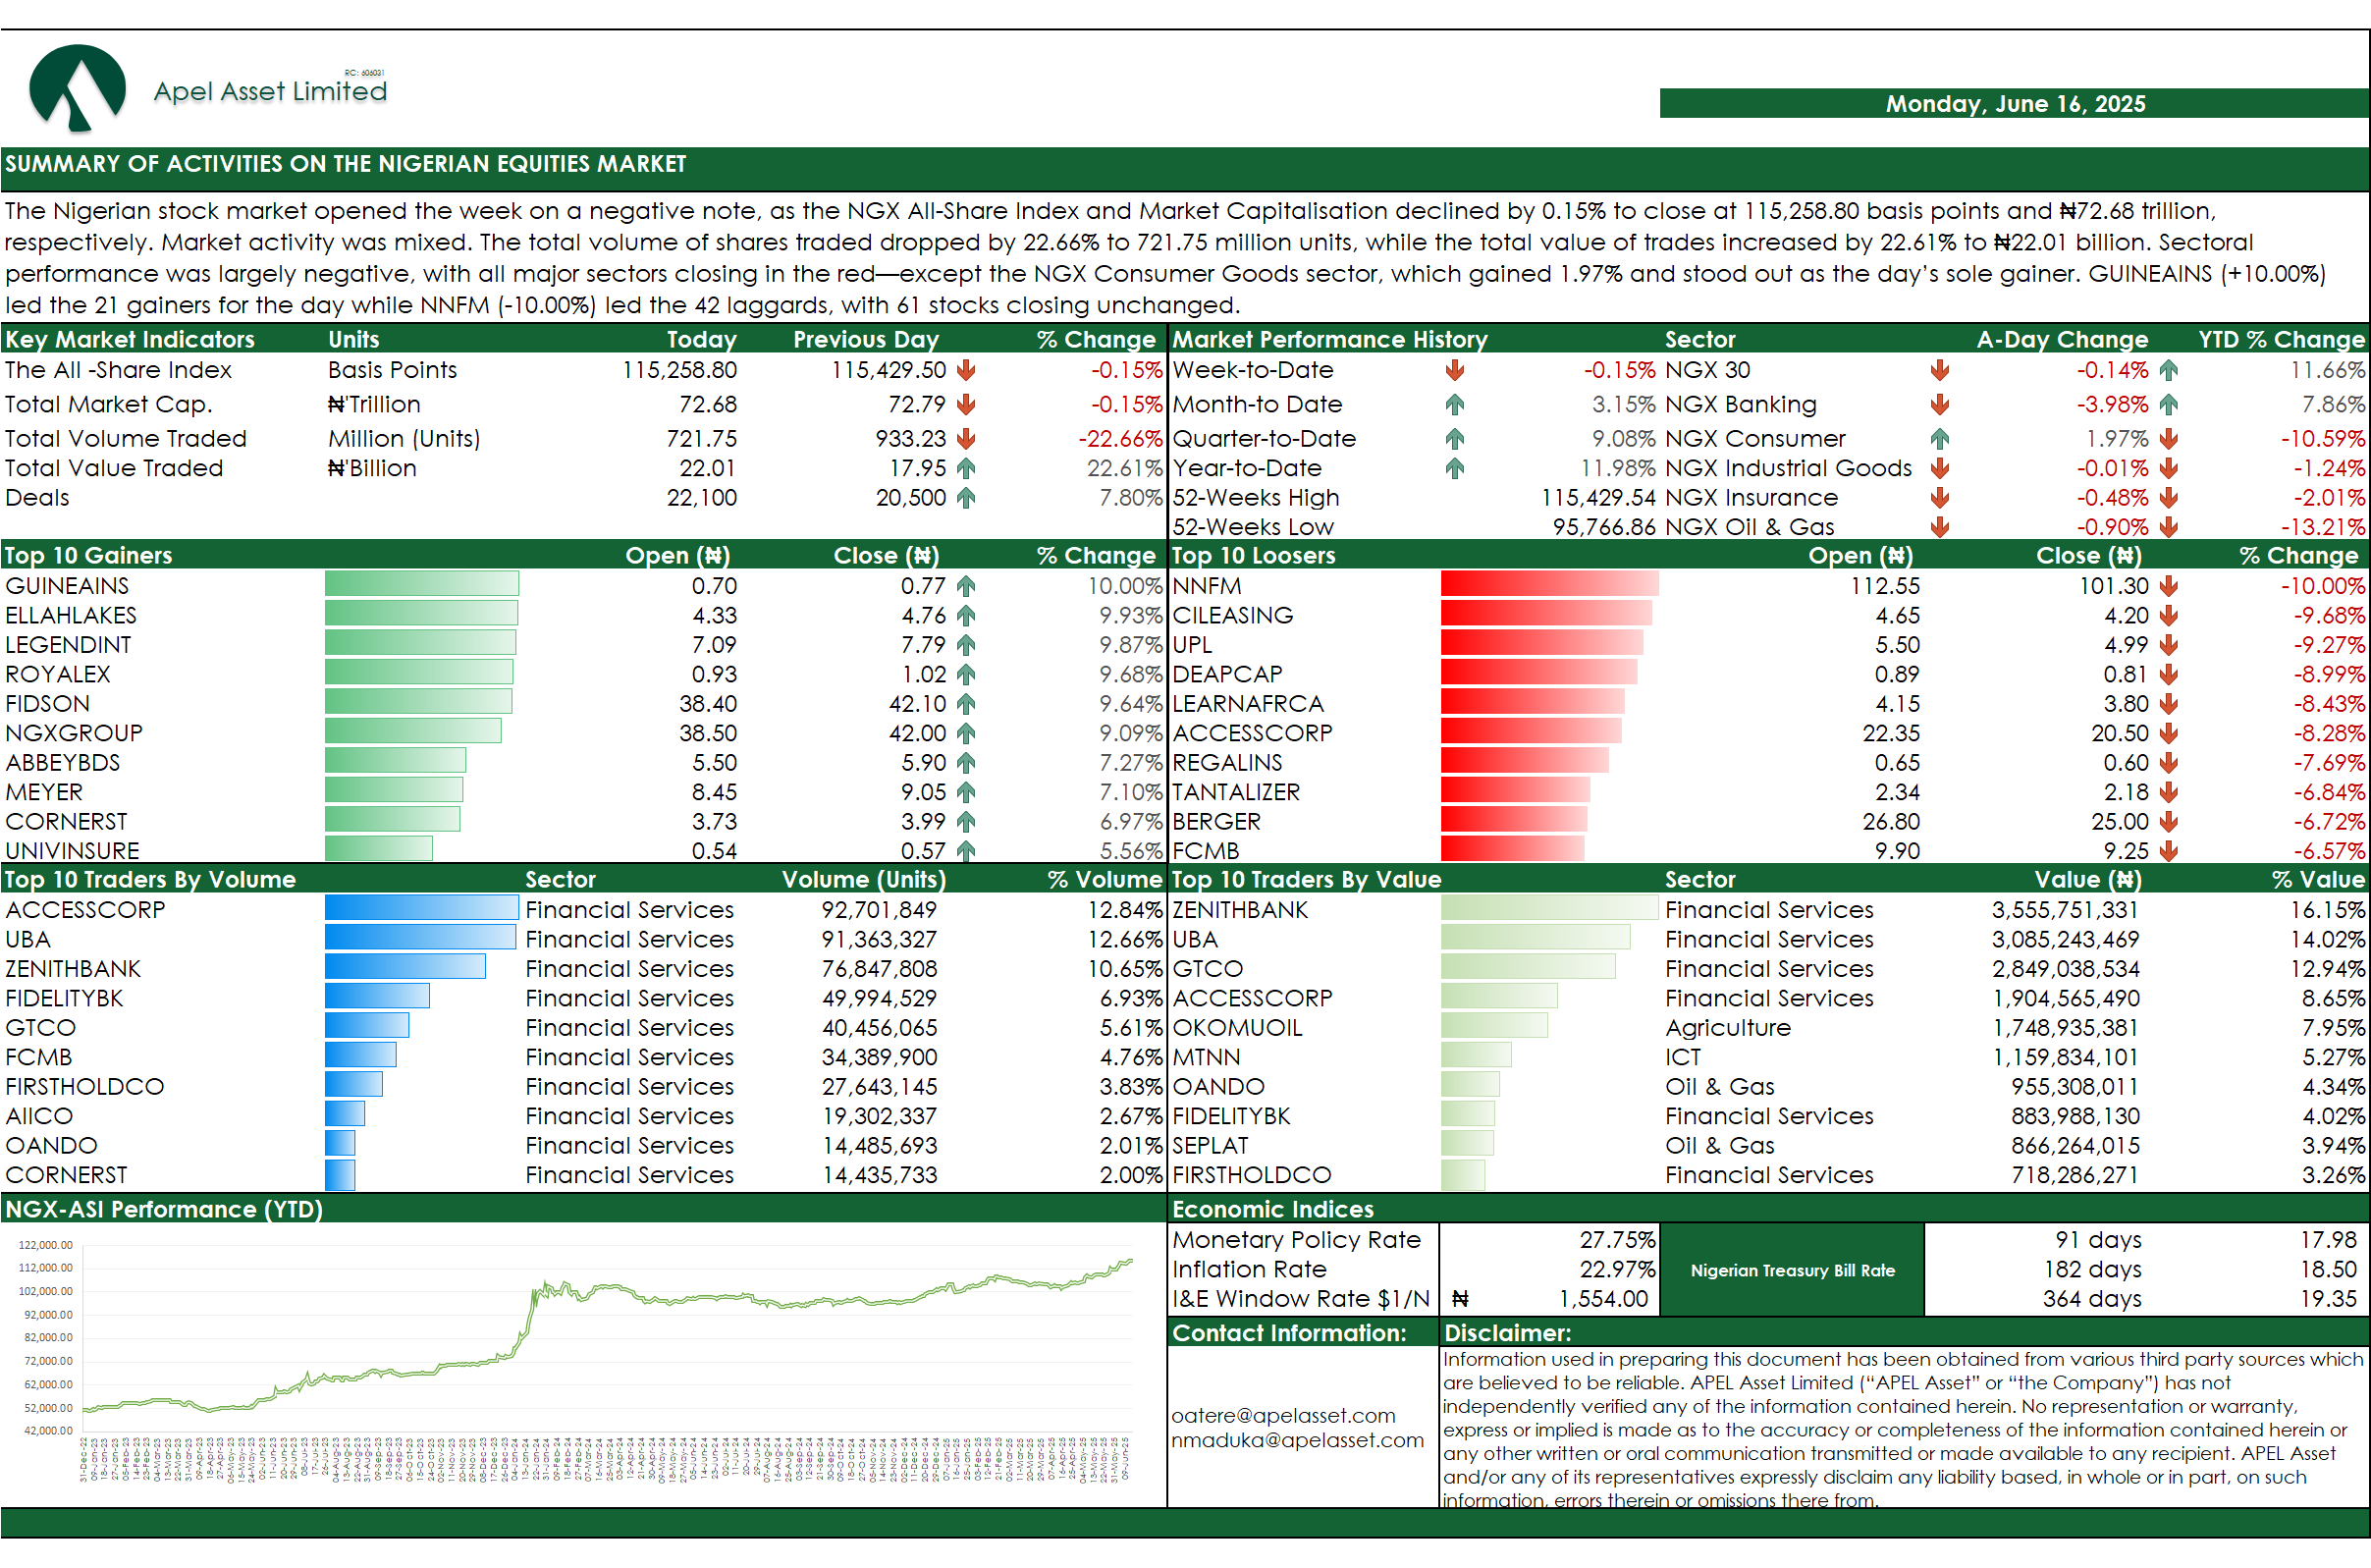 RC: 606031
Apel Asset Limited
Monday, June 16, 2025
SUMMARY OF ACTIVITIES ON THE NIGERIAN EQUITIES MARKET
The Nigerian stock market opened the week on a negative note, as the NGX All-Share Index and Market Capitalisation declined by 0.15% to close at 115,258.80 basis points and ₦72.68 trillion,
respectively. Market activity was mixed. The total volume of shares traded dropped by 22.66% to 721.75 million units, while the total value of trades increased by 22.61% to ₦22.01 billion. Sectoral
performance was largely negative, with all major sectors closing in the red—except the NGX Consumer Goods sector, which gained 1.97% and stood out as the day’s sole gainer. GUINEAINS (+10.00%)
led the 21 gainers for the day while NNFM (-10.00%) led the 42 laggards, with 61 stocks closing unchanged.
Key Market Indicators Units Today Previous Day % Change Market Performance History Sector A-Day Change YTD % Change
The All -Share Index Basis Points 115,258.80 115,429.50 -0.15% Week-to-Date -0.15% NGX 30 -0.14% 11.66%
Total Market Cap. ₦'Trillion 72.68 72.79 -0.15% Month-to Date 3.15% NGX Banking -3.98% 7.86%
Total Volume Traded Million (Units) 721.75 933.23 -22.66% Quarter-to-Date 9.08% NGX Consumer 1.97% -10.59%
Total Value Traded ₦'Billion 22.01 17.95 22.61% Year-to-Date 11.98% NGX Industrial Goods -0.01% -1.24%
Deals 22,100 20,500 7.80% 52-Weeks High 115,429.54 NGX Insurance -0.48% -2.01%
52-Weeks Low 95,766.86 NGX Oil & Gas -0.90% -13.21%
Top 10 Gainers Open (₦) Close (₦) % Change Top 10 Loosers Open (₦) Close (₦) % Change
GUINEAINS 0.70 0.77 10.00% NNFM 112.55 101.30 -10.00%
ELLAHLAKES 4.33 4.76 9.93% CILEASING 4.65 4.20 -9.68%
LEGENDINT 7.09 7.79 9.87% UPL 5.50 4.99 -9.27%
ROYALEX 0.93 1.02 9.68% DEAPCAP 0.89 0.81 -8.99%
FIDSON 38.40 42.10 9.64% LEARNAFRCA 4.15 3.80 -8.43%
NGXGROUP 38.50 42.00 9.09% ACCESSCORP 22.35 20.50 -8.28%
ABBEYBDS 5.50 5.90 7.27% REGALINS 0.65 0.60 -7.69%
MEYER 8.45 9.05 7.10% TANTALIZER 2.34 2.18 -6.84%
CORNERST 3.73 3.99 6.97% BERGER 26.80 25.00 -6.72%
UNIVINSURE 0.54 0.57 5.56% FCMB 9.90 9.25 -6.57%
Top 10 Traders By Volume Sector Volume (Units) % Volume Top 10 Traders By Value Sector Value (₦) % Value
ACCESSCORP Financial Services 92,701,849 12.84% ZENITHBANK Financial Services 3,555,751,331 16.15%
UBA Financial Services 91,363,327 12.66% UBA Financial Services 3,085,243,469 14.02%
ZENITHBANK Financial Services 76,847,808 10.65% GTCO Financial Services 2,849,038,534 12.94%
FIDELITYBK Financial Services 49,994,529 6.93% ACCESSCORP Financial Services 1,904,565,490 8.65%
GTCO Financial Services 40,456,065 5.61% OKOMUOIL Agriculture 1,748,935,381 7.95%
FCMB Financial Services 34,389,900 4.76% MTNN ICT 1,159,834,101 5.27%
FIRSTHOLDCO Financial Services 27,643,145 3.83% OANDO Oil & Gas 955,308,011 4.34%
AIICO Financial Services 19,302,337 2.67% FIDELITYBK Financial Services 883,988,130 4.02%
OANDO Financial Services 14,485,693 2.01% SEPLAT Oil & Gas 866,264,015 3.94%
CORNERST Financial Services 14,435,733 2.00% FIRSTHOLDCO Financial Services 718,286,271 3.26%
NGX-ASI Performance (YTD) Economic Indices
122,000.00
112,000.00
102,000.00
92,000.00
82,000.00
72,000.00
62,000.00
52,000.00
42,000.00
Monetary Policy Rate 27.75%
Inflation Rate 22.97%
I&E Window Rate $1/N ₦ 1,554.00
Nigerian Treasury Bill Rate
91 days 17.98
182 days 18.50
364 days 19.35
Contact Information:
oatere@apelasset.com
nmaduka@apelasset.com
Disclaimer:
Information used in preparing this document has been obtained from various third party sources which
are believed to be reliable. APEL Asset Limited (“APEL Asset” or “the Company”) has not
independently verified any of the information contained herein. No representation or warranty,
express or implied is made as to the accuracy or completeness of the information contained herein or
any other written or oral communication transmitted or made available to any recipient. APEL Asset
and/or any of its representatives expressly disclaim any liability based, in whole or in part, on such
information, errors therein or omissions there from.